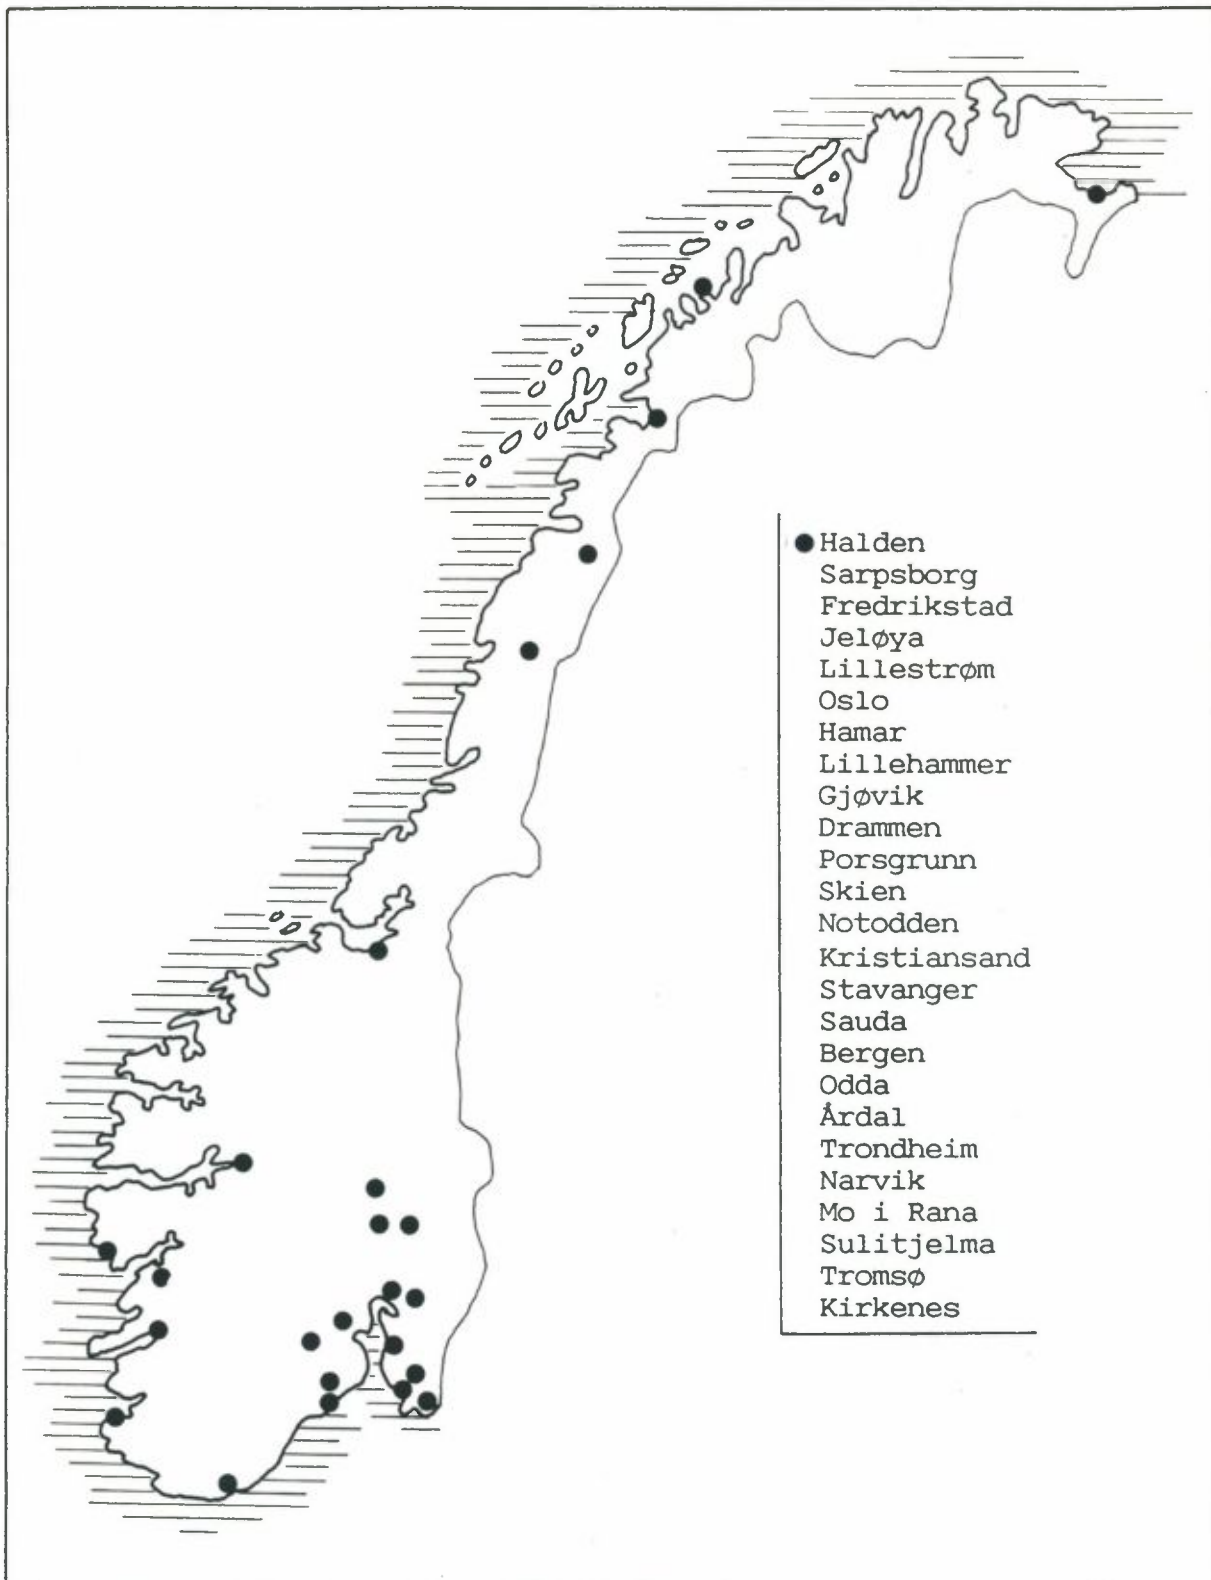 Halden
Sarpsborg
Fredrikstad
Jeløya
Lillestrøm
Oslo
Hamar
Lillehammer
Gjøvik
Drammen
Porsgrunn
Skien
Notodden
Kristiansand
Stavanger
Sauda
Bergen
Odda
Årdal
Trondheim
Narvik
Mo i Rana
Sulitjelma
Tromsø
Kirkenes